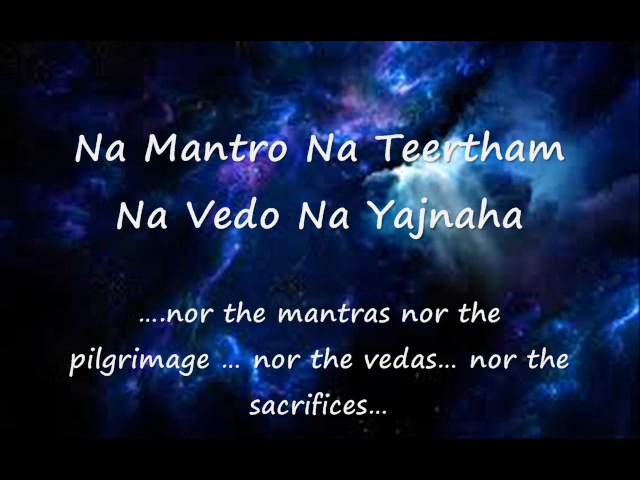 Na Mantro Na Teertham
Na Vedo Na Yajnaha
....nor the mantras nor the
pilgrimage ... nor the vedas... nor the
sacrifices...